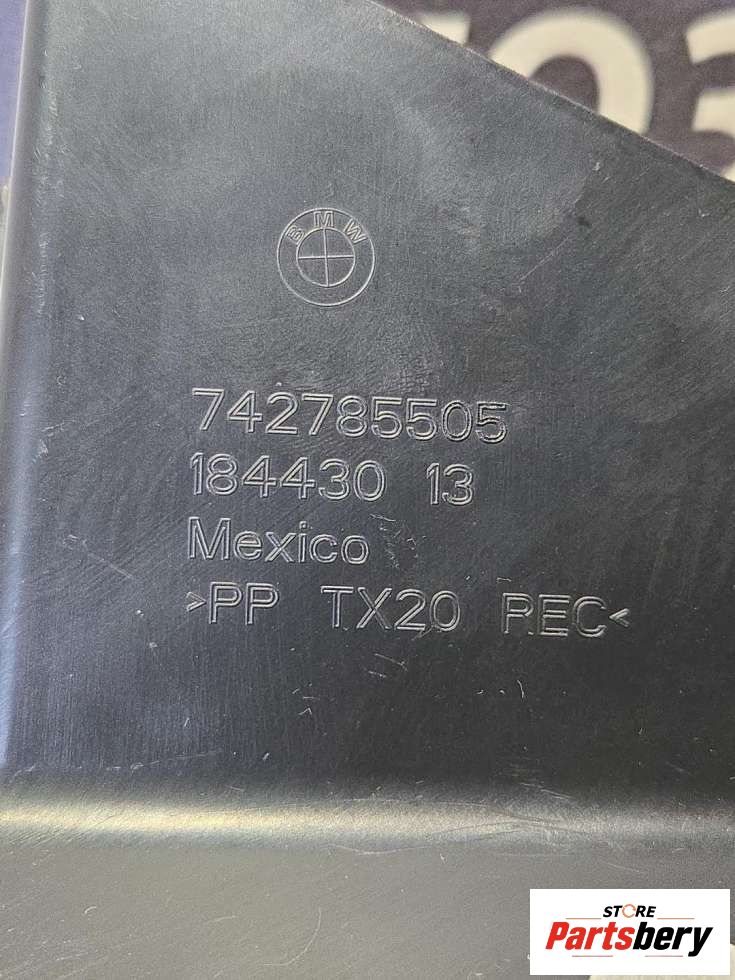 BMW
742785505
184430 13
Mexico
>PP TX20 REC<
STORE
Partsbery